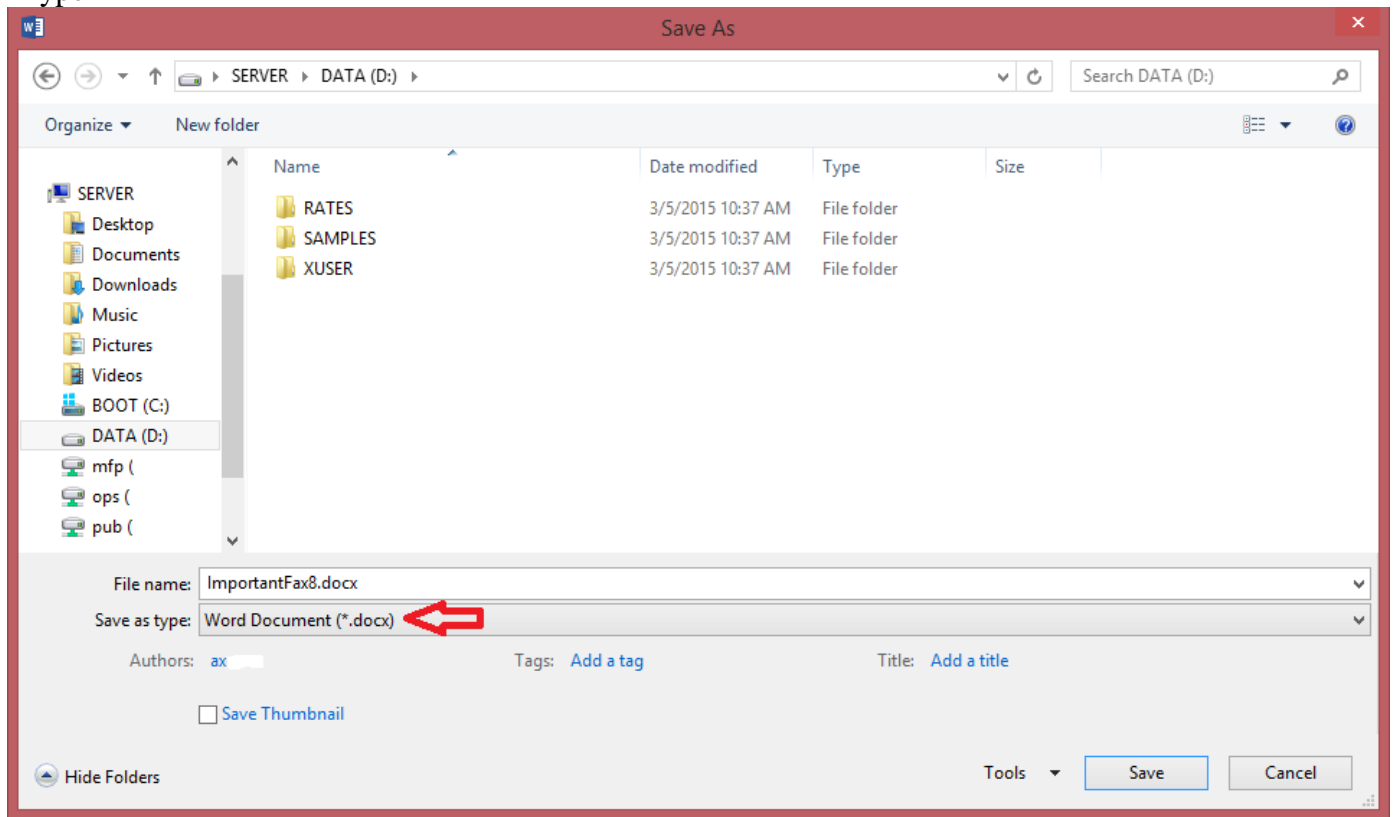 Save As
SERVER DATA (D:)
Search DATA (D:)
Organize New folder
Name Date modified Type Size
SERVER
Desktop
Documents
Downloads
Music
Pictures
Videos
BOOT (C:)
DATA (D:)
mfp (
ops (
pub (
RATES 3/5/2015 10:37 AM File folder
SAMPLES 3/5/2015 10:37 AM File folder
XUSER 3/5/2015 10:37 AM File folder
File name: ImportantFax8.docx
Save as type: Word Document (*.docx)
Authors: ax Tags: Add a tag Title: Add a title
Save Thumbnail
Hide Folders Tools Save Cancel